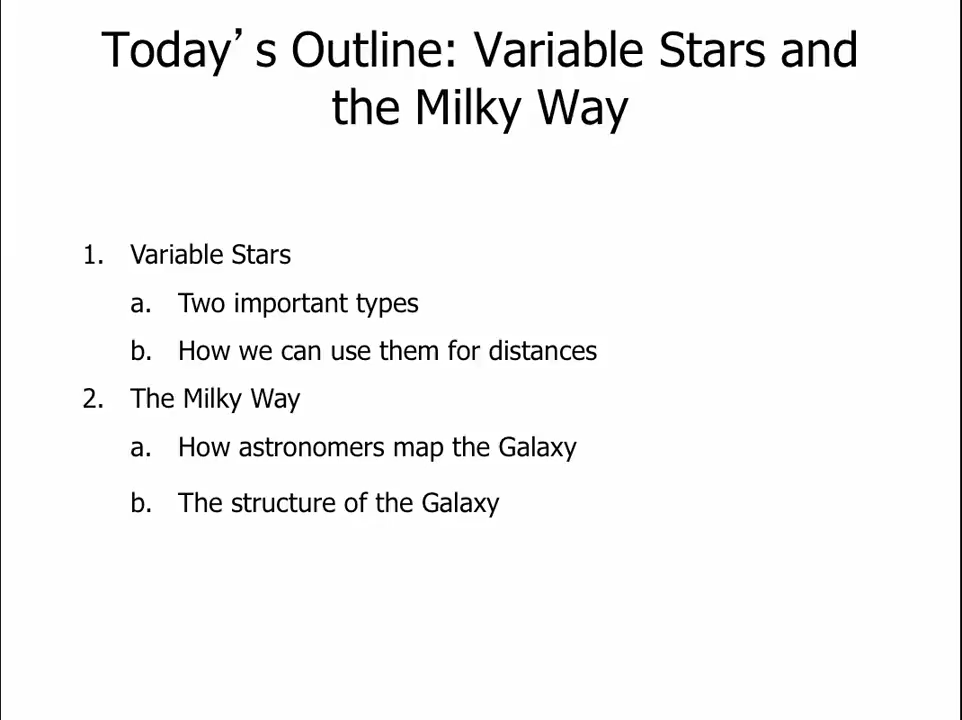 Today’s Outline: Variable Stars and
the Milky Way
1. Variable Stars
a. Two important types
b. How we can use them for distances
2. The Milky Way
a. How astronomers map the Galaxy
b. The structure of the Galaxy